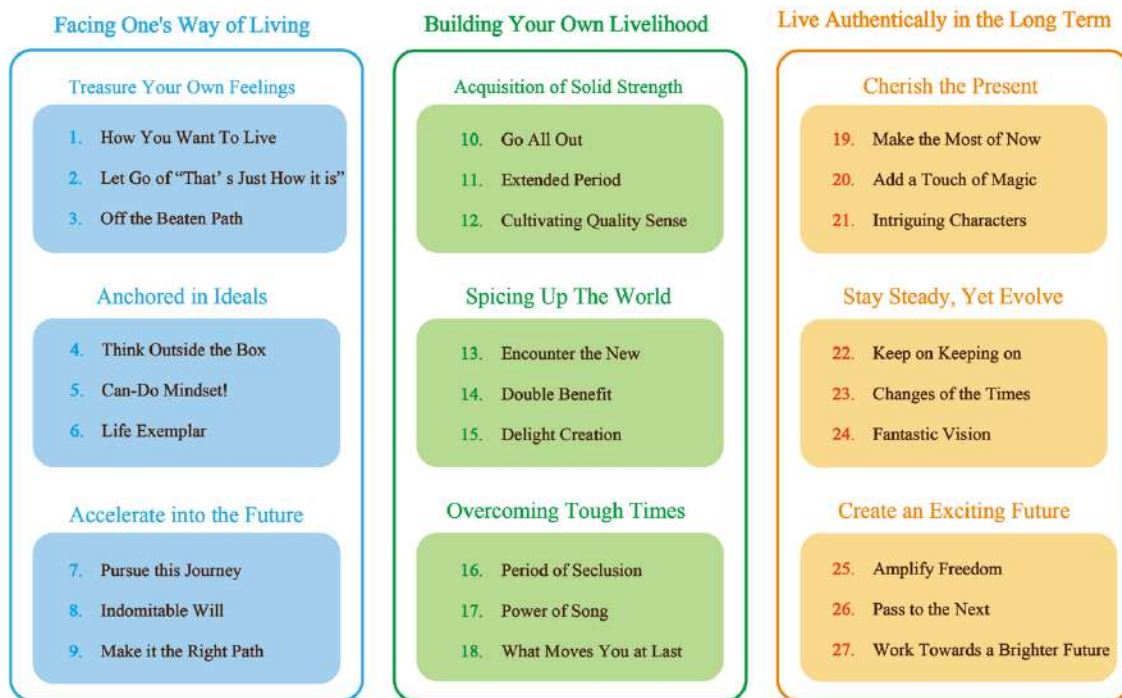 Facing One's Way of Living
Treasure Your Own Feelings
1. How You Want To Live
2. Let Go of “That’ s Just How it is”
3. Off the Beaten Path
Anchored in Ideals
4. Think Outside the Box
5. Can-Do Mindset!
6. Life Exemplar
Accelerate into the Future
7. Pursue this Journey
8. Indomitable Will
9. Make it the Right Path
Building Your Own Livelihood
Acquisition of Solid Strength
10. Go All Out
11. Extended Period
12. Cultivating Quality Sense
Spicing Up The World
13. Encounter the New
14. Double Benefit
15. Delight Creation
Overcoming Tough Times
16. Period of Seclusion
17. Power of Song
18. What Moves You at Last
Live Authentically in the Long Term
Cherish the Present
19. Make the Most of Now
20. Add a Touch of Magic
21. Intriguing Characters
Stay Steady, Yet Evolve
22. Keep on Keeping on
23. Changes of the Times
24. Fantastic Vision
Create an Exciting Future
25. Amplify Freedom
26. Pass to the Next
27. Work Towards a Brighter Future